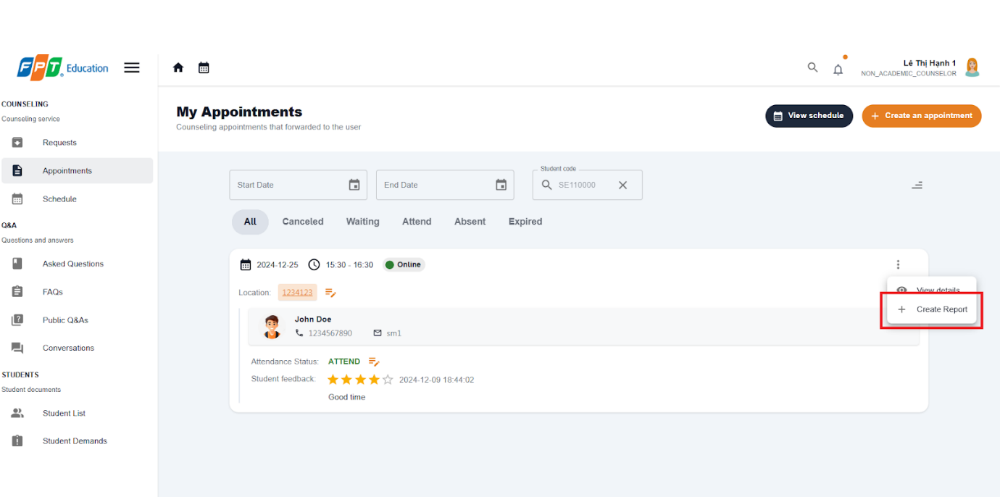 FPT Education
Lê Thị Hạnh 1
NON_ACADEMIC_COUNSELOR
COUNSELING
Counseling service
Requests
Appointments
Schedule
Q&A
Questions and answers
Asked Questions
FAQs
Public Q&As
Conversations
STUDENTS
Student documents
Student List
Student Demands
My Appointments
Counseling appointments that forwarded to the user
View schedule
+ Create an appointment
Start Date
End Date
Student code
SE110000
All Canceled Waiting Attend Absent Expired
2024-12-25 15:30 - 16:30 Online
View details
+ Create Report
Location: 1234123
John Doe
1234567890 sm1
Attendance Status: ATTEND
Student feedback: 2024-12-09 18:44:02
Good time